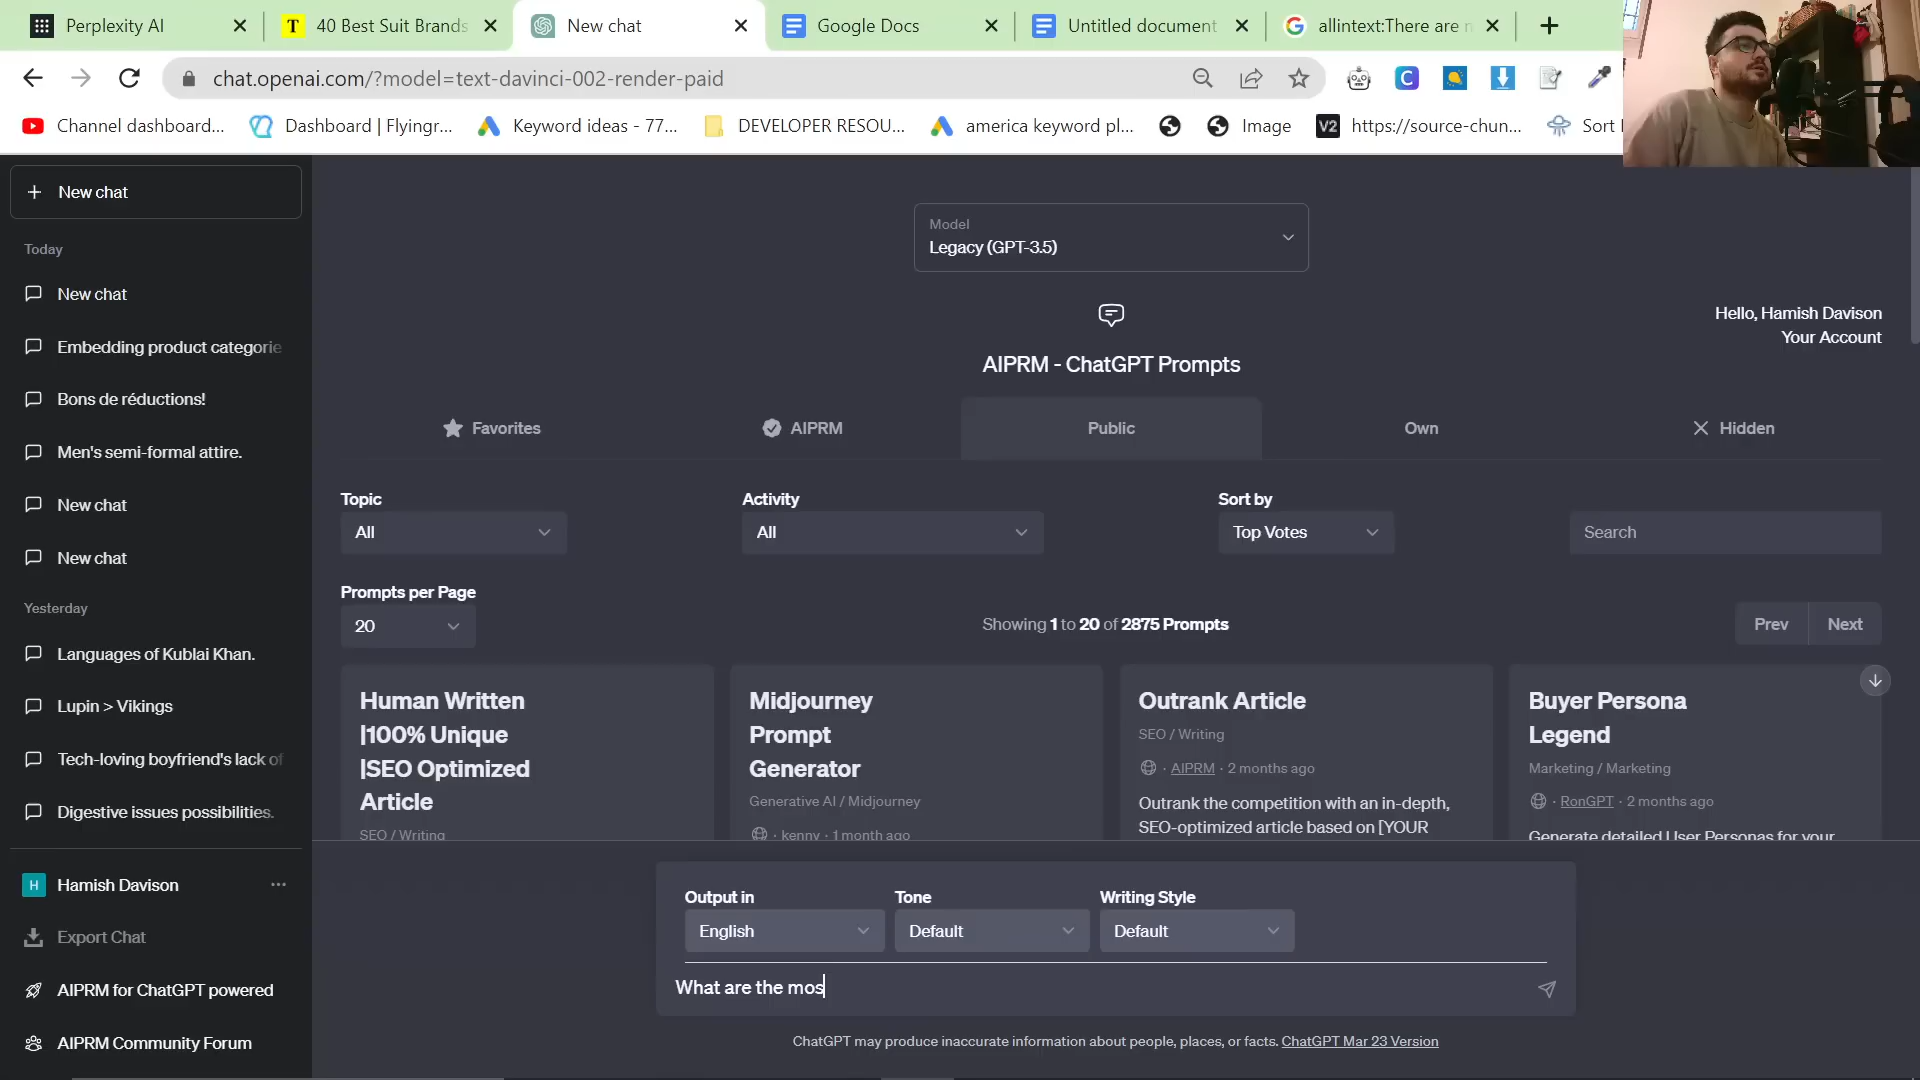 Perplexity AI
40 Best Suit Brands
New chat
Google Docs
Untitled document
allintext:There are n
chat.openai.com/?model=text-davinci-002-render-paid
Channel dashboard...
Dashboard | Flyingr...
Keyword ideas - 77...
DEVELOPER RESOU...
america keyword pl...
Image
V2
https://source-chun...
Sort
New chat
Today
New chat
Embedding product categorie
Bons de réductions!
Men's semi-formal attire.
New chat
New chat
Yesterday
Languages of Kublai Khan.
Lupin > Vikings
Tech-loving boyfriend's lack of
Digestive issues possibilities.
H
Hamish Davison
Export Chat
AIPRM for ChatGPT powered
AIPRM Community Forum
Model
Legacy (GPT-3.5)
Hello, Hamish Davison
Your Account
AIPRM - ChatGPT Prompts
Favorites
AIPRM
Public
Own
Hidden
Topic
All
Activity
All
Sort by
Top Votes
Search
Prompts per Page
20
Showing 1 to 20 of 2875 Prompts
Prev
Next
Human Written
|100% Unique
|SEO Optimized
Article
SEO / Writing
Midjourney
Prompt
Generator
Generative AI / Midjourney
· kenny · 1 month ago
Outrank Article
SEO / Writing
· AIPRM · 2 months ago
Outrank the competition with an in-depth,
SEO-optimized article based on [YOUR
Buyer Persona
Legend
Marketing / Marketing
· RonGPT · 2 months ago
Generate detailed User Personas for your
Output in
English
Tone
Default
Writing Style
Default
What are the mos
ChatGPT may produce inaccurate information about people, places, or facts. ChatGPT Mar 23 Version